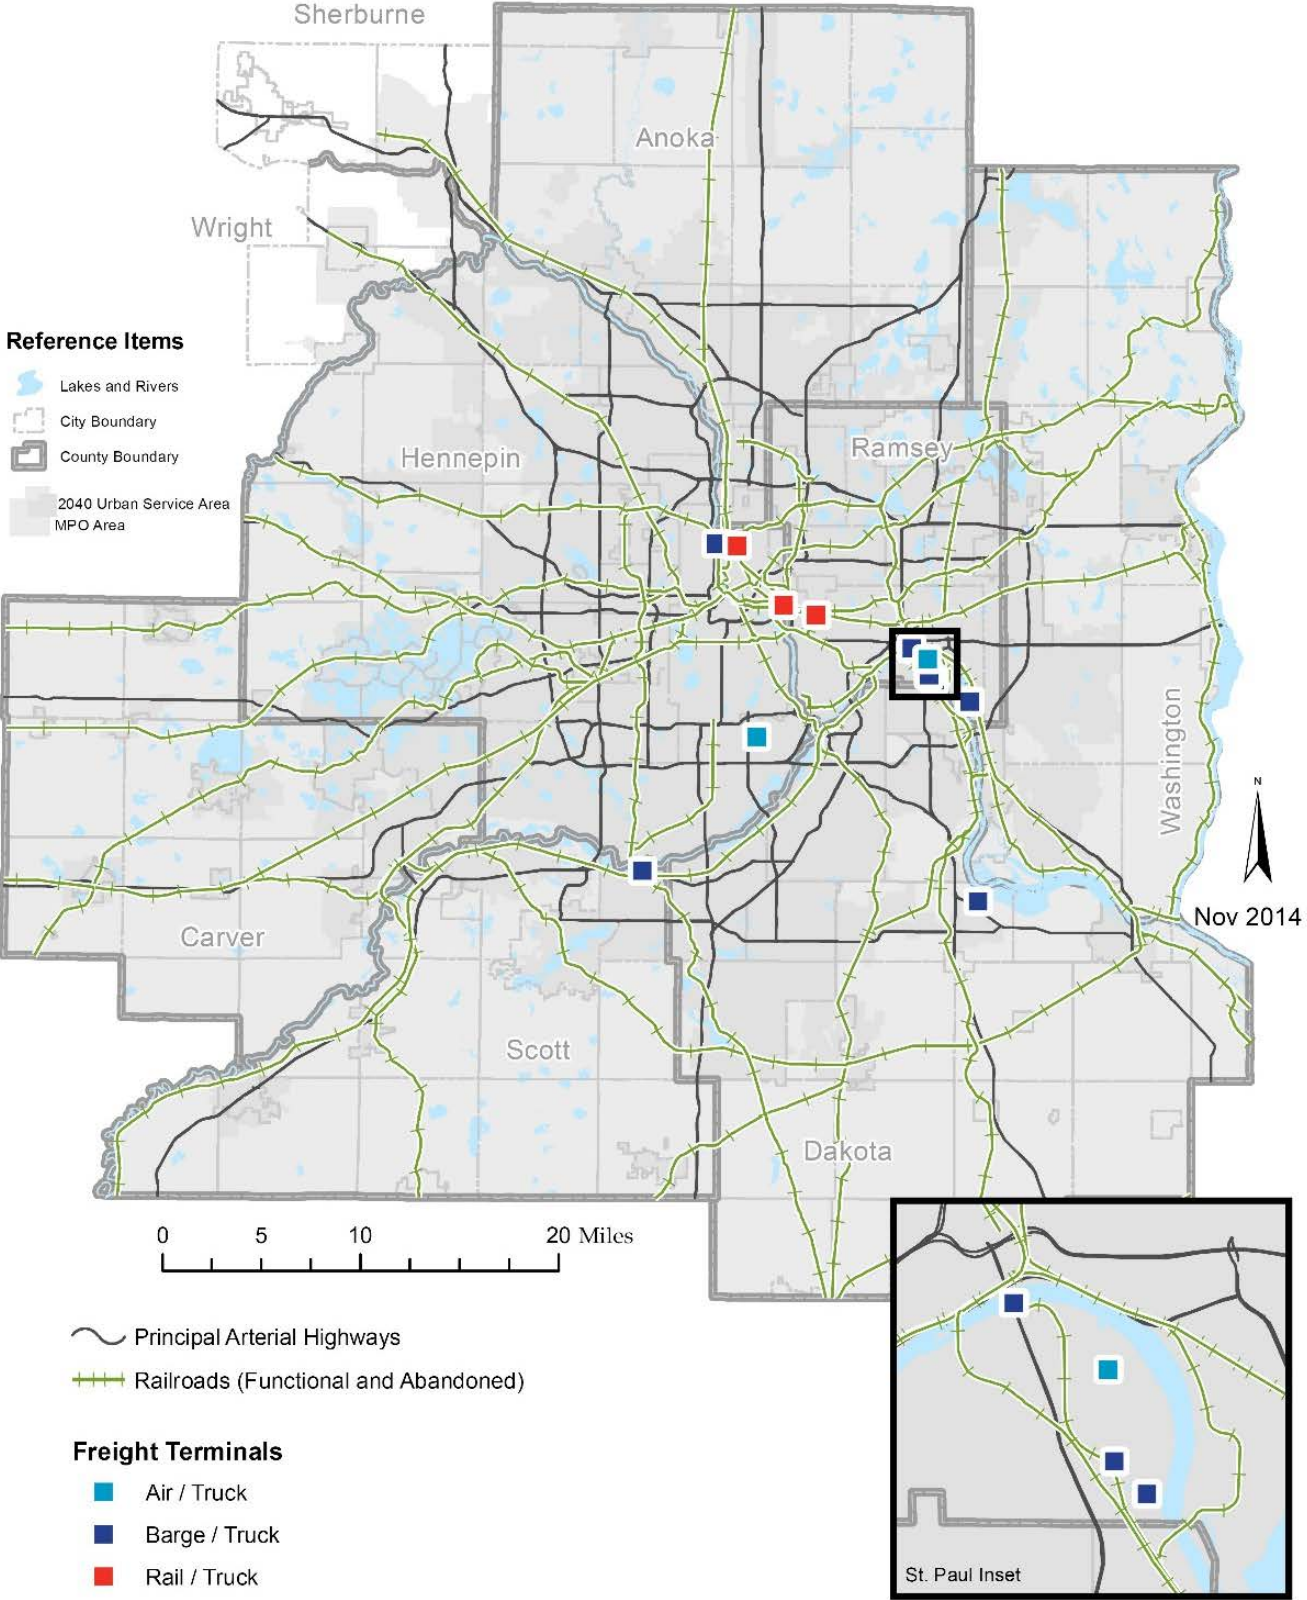 Sherburne
Anoka
Wright
Reference Items
Lakes and Rivers
City Boundary
County Boundary
2040 Urban Service Area
MPO Area
Hennepin
Ramsey
Washington
N
Nov 2014
Carver
Scott
Dakota
0 5 10 20 Miles
Principal Arterial Highways
Railroads (Functional and Abandoned)
Freight Terminals
Air / Truck
Barge / Truck
Rail / Truck
St. Paul Inset